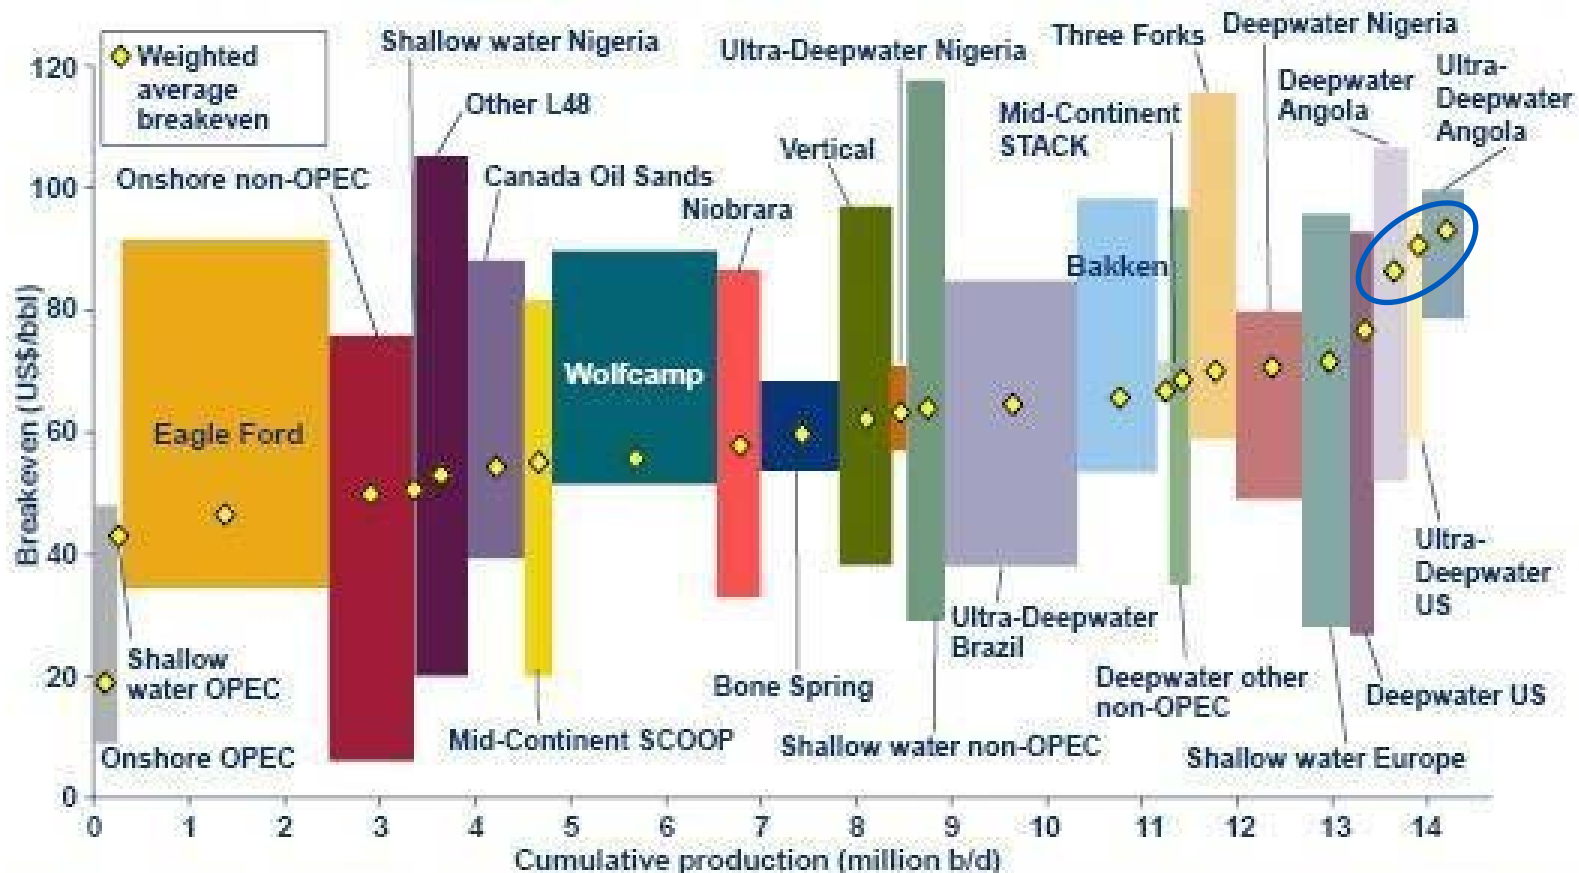 Weighted
average
breakeven
Shallow water Nigeria
Other L48
Onshore non-OPEC
Canada Oil Sands
Niobrara
Ultra-Deepwater Nigeria
Vertical
Three Forks
Deepwater Nigeria
Mid-Continent
STACK
Deepwater
Angola
Ultra-
Deepwater
Angola
Bakken
Wolfcamp
Eagle Ford
Shallow
water OPEC
Onshore OPEC
Mid-Continent SCOOP
Bone Spring
Shallow water non-OPEC
Ultra-Deepwater
Brazil
Deepwater other
non-OPEC
Shallow water Europe
Deepwater US
Ultra-
Deepwater
US
Breakeven (US$/bbl)
120
100
80
60
40
20
0
0 1 2 3 4 5 6 7 8 9 10 11 12 13 14
Cumulative production (million b/d)